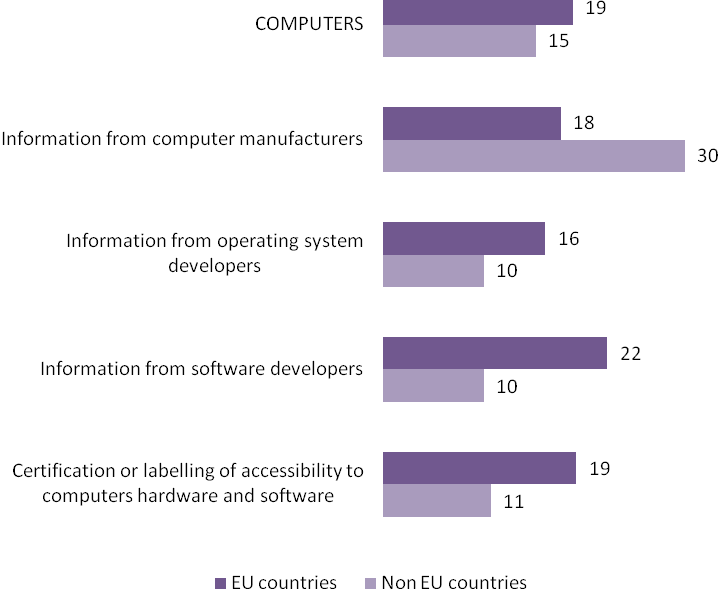 COMPUTERS
19
15
Information from computer manufacturers
18
30
Information from operating system
developers
16
10
Information from software developers
22
10
Certification or labelling of accessibility to
computers hardware and software
19
11
EU countries
Non EU countries